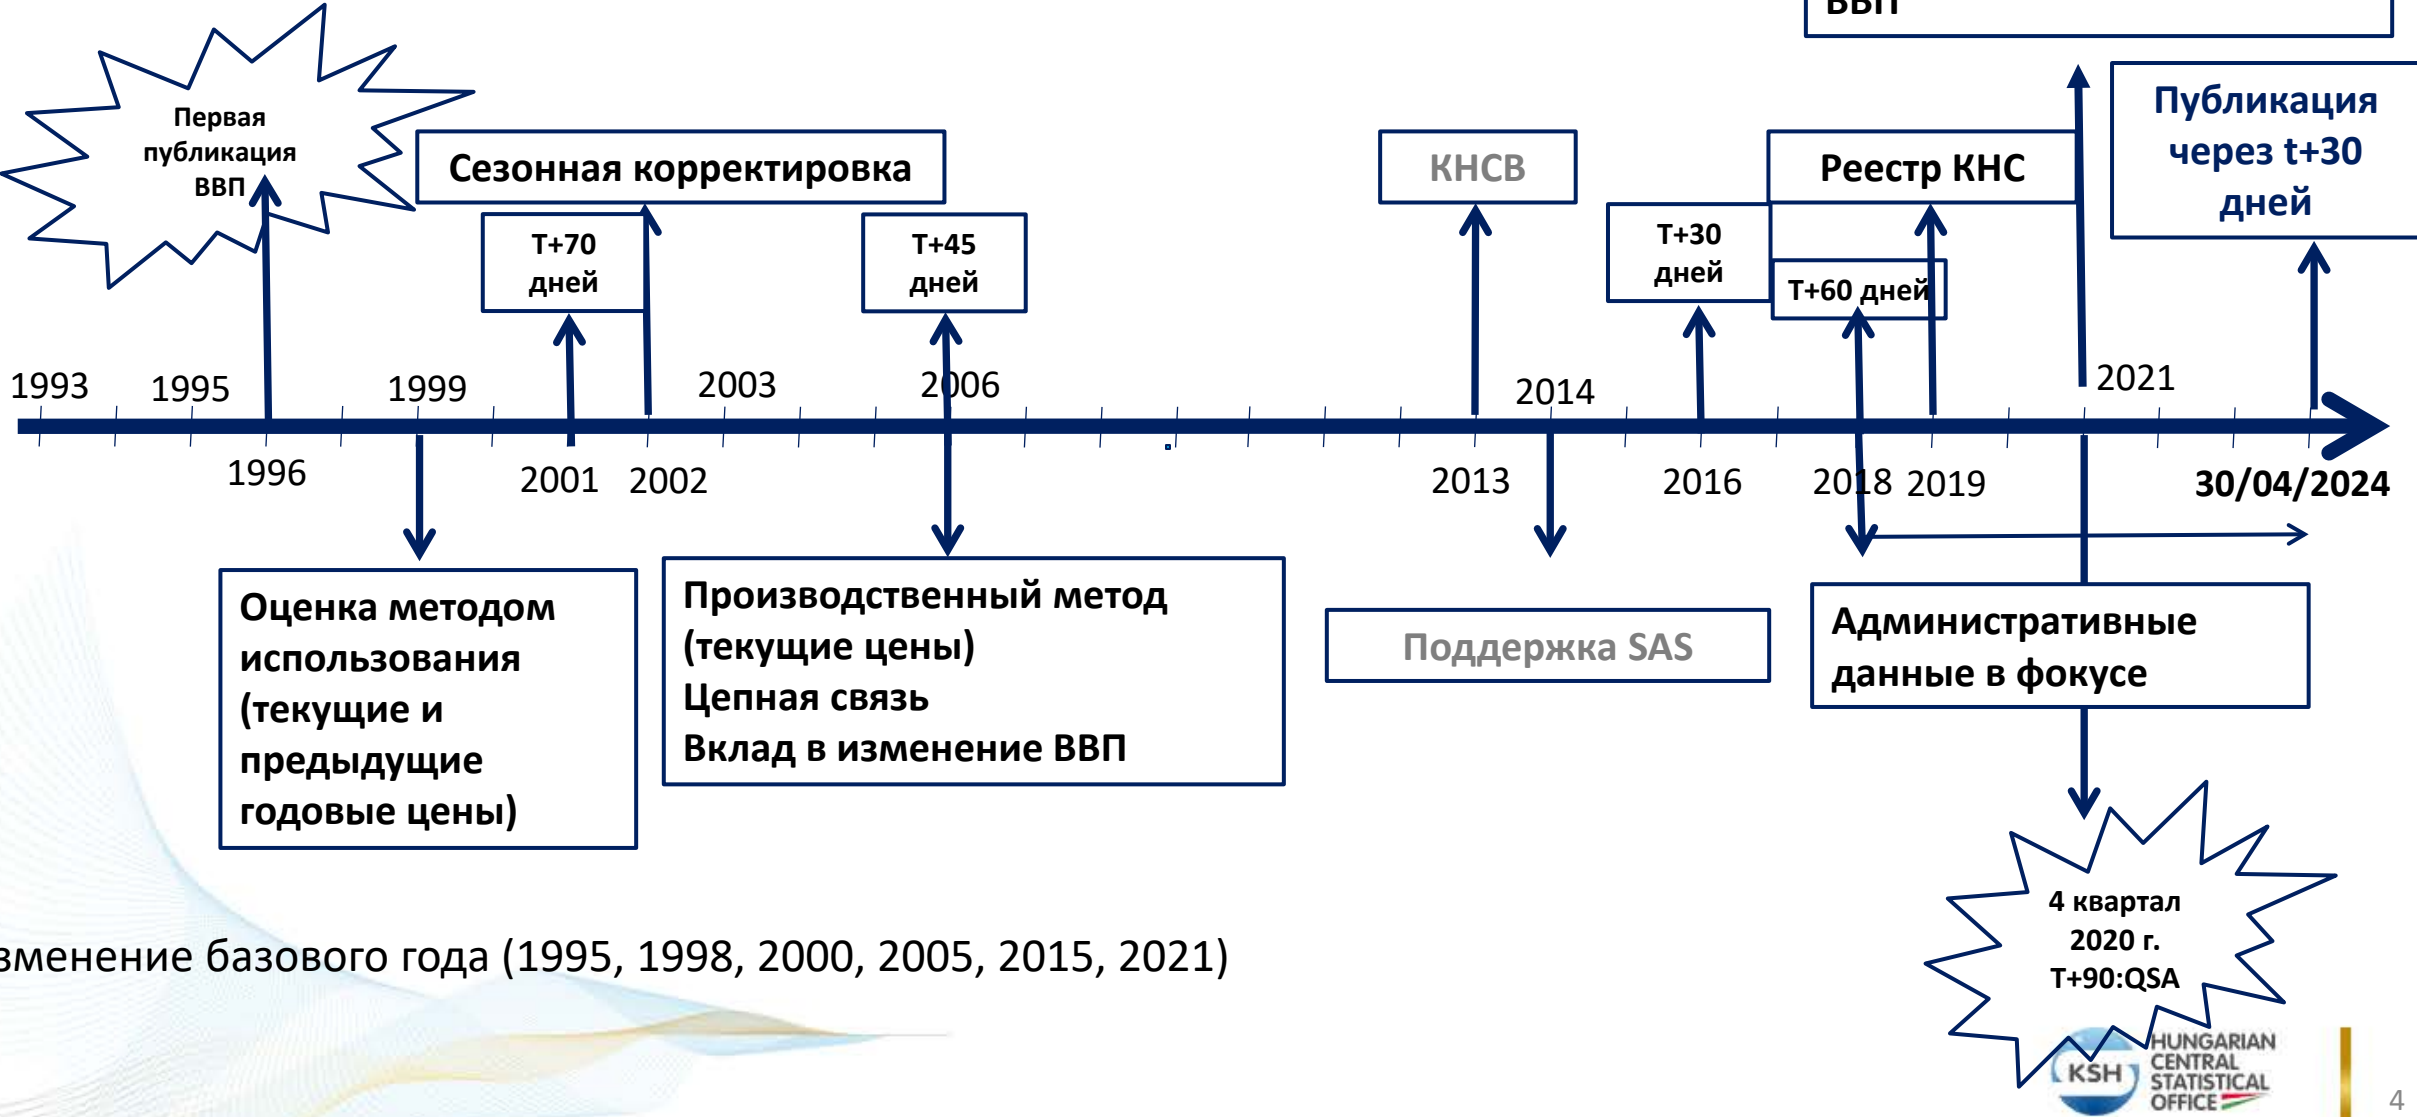 ВВП
Первая
публикация
ВВП
Сезонная корректировка
КНСВ
Реестр КНС
Публикация
через t+30
дней
T+70
дней
T+45
дней
T+30
дней
T+60 дней
1993
1995
1999
2003
2006
2014
2021
1996
2001
2002
2013
2016
2018
2019
30/04/2024
Оценка методом
использования
(текущие и
предыдущие
годовые цены)
Производственный метод
(текущие цены)
Цепная связь
Вклад в изменение ВВП
Поддержка SAS
Административные
данные в фокусе
4 квартал
2020 г.
T+90:QSA
зменение базового года (1995, 1998, 2000, 2005, 2015, 2021)
KSH
HUNGARIAN
CENTRAL
STATISTICAL
OFFICE
4